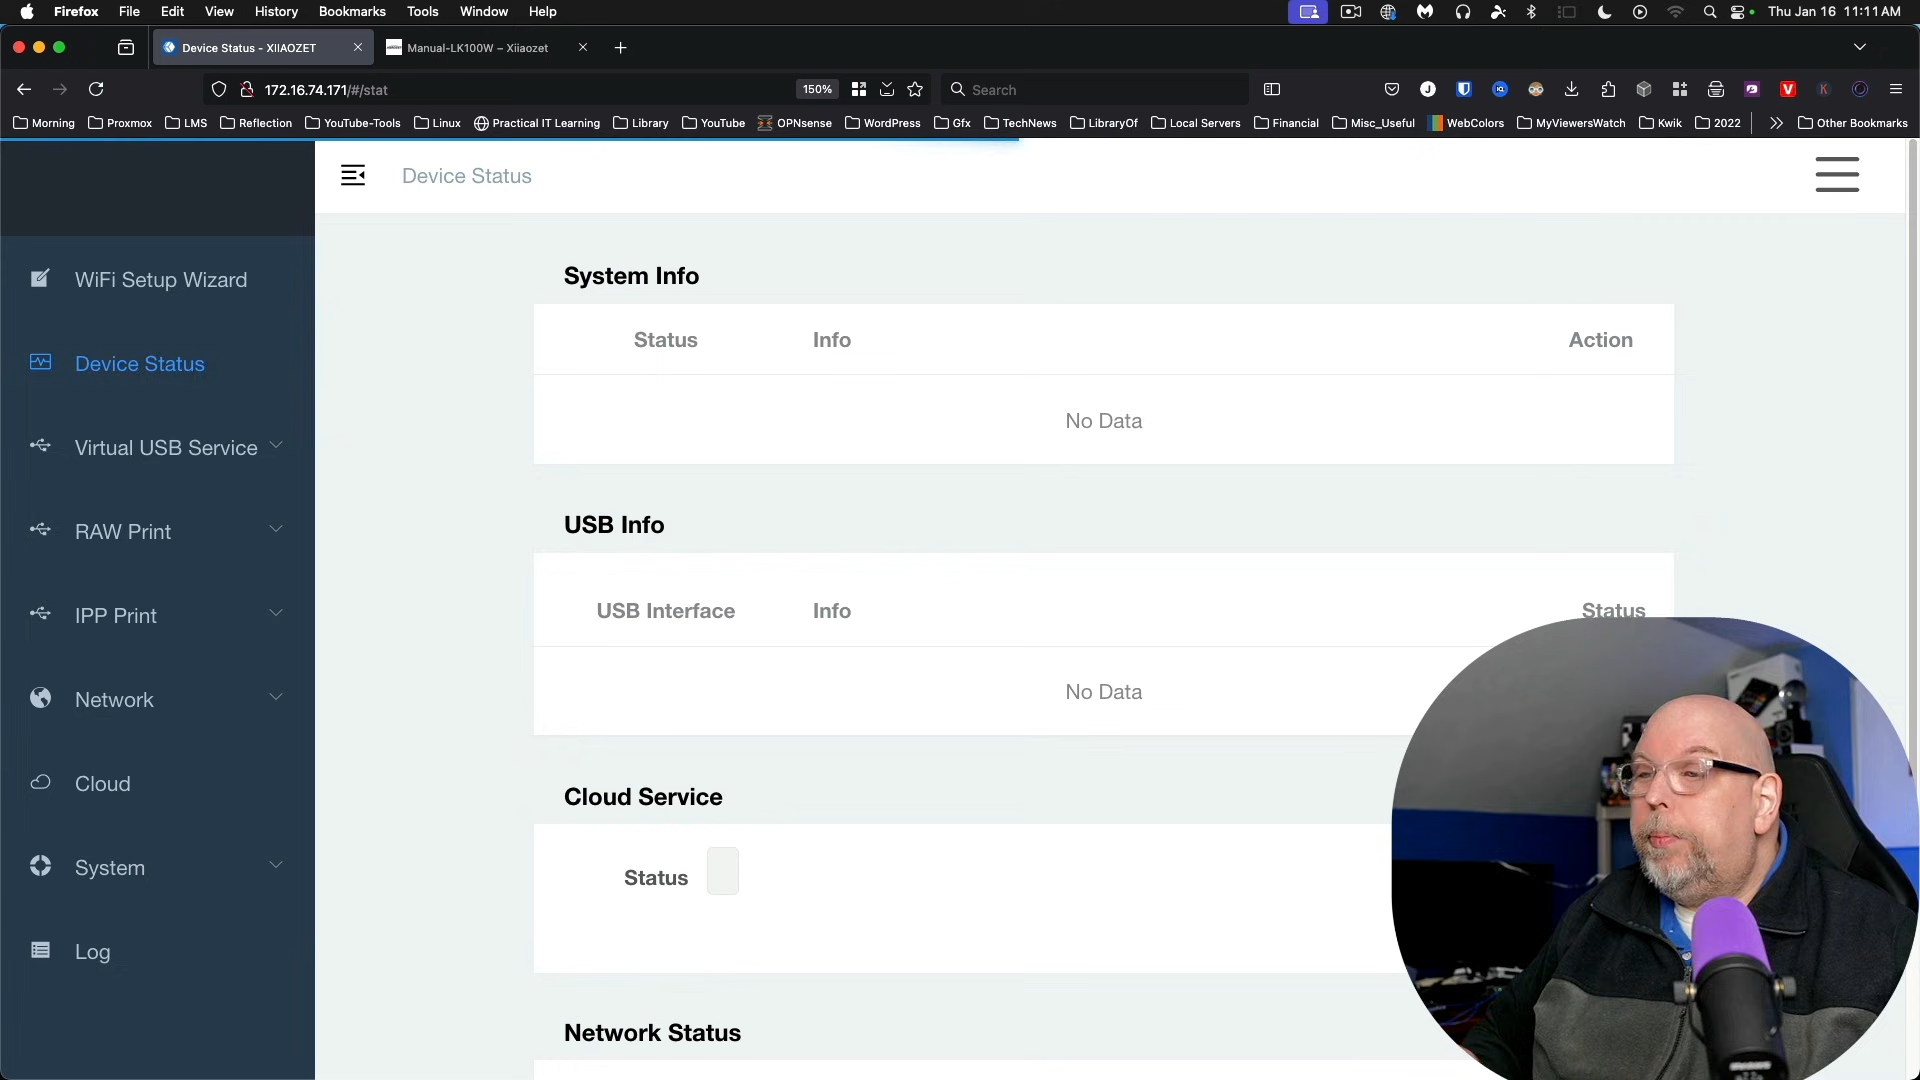 Firefox File Edit View History Bookmarks Tools Window Help Thu Jan 16 11:11 AM
Device Status - XIIAOZET
Manual-LK100W – Xiiaozet
172.16.74.171/#/stat 150% Search
Morning Proxmox LMS Reflection YouTube-Tools Linux Practical IT Learning Library YouTube OPNsense WordPress Gfx TechNews LibraryOf Local Servers Financial Misc_Useful WebColors MyViewersWatch Kwik 2022 Other Bookmarks
Device Status
WiFi Setup Wizard
Device Status
Virtual USB Service
RAW Print
IPP Print
Network
Cloud
System
Log
System Info
Status Info Action
No Data
USB Info
USB Interface Info Status
No Data
Cloud Service
Status
Network Status